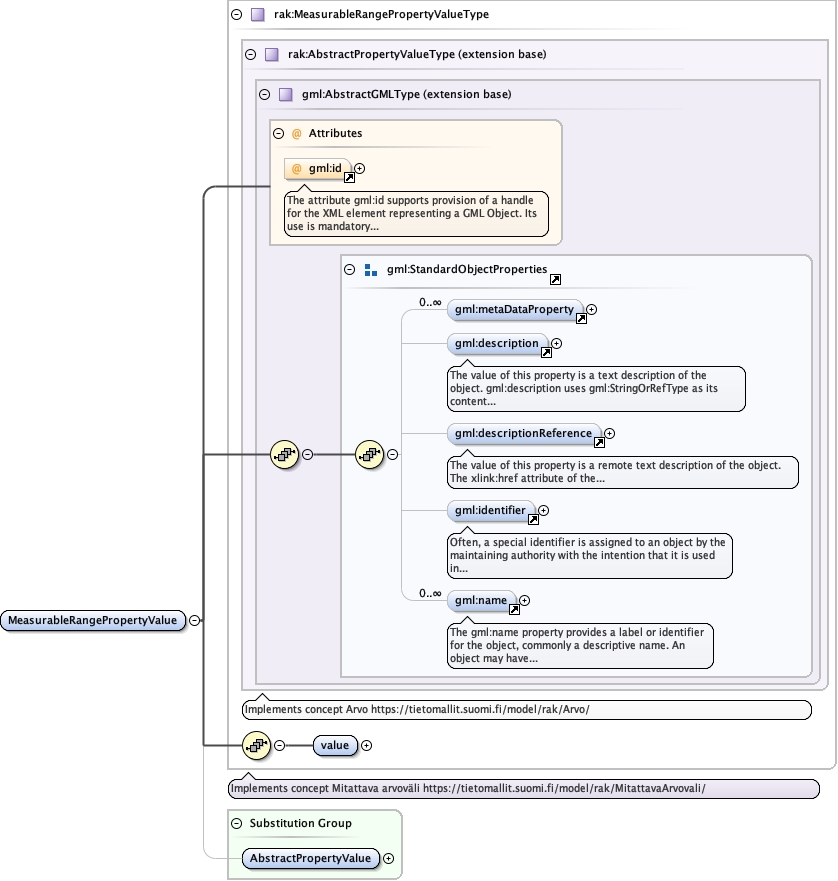 rak:MeasurableRangePropertyValueType
rak:AbstractPropertyValueType (extension base)
gml:AbstractGMLType (extension base)
@ Attributes
@ gml:id
The attribute gml:id supports provision of a handle
for the XML element representing a GML Object. Its
use is mandatory...
gml:StandardObjectProperties
0..∞
gml:metaDataProperty
gml:description
The value of this property is a text description of the
object. gml:description uses gml:StringOrRefType as its
content...
gml:descriptionReference
The value of this property is a remote text description of the object.
The xlink:href attribute of the...
gml:identifier
Often, a special identifier is assigned to an object by the
maintaining authority with the intention that it is used
in...
0..∞
gml:name
The gml:name property provides a label or identifier
for the object, commonly a descriptive name. An
object may have...
MeasurableRangePropertyValue
Implements concept Arvo https://tietomallit.suomi.fi/model/rak/Arvo/
value
Implements concept Mitattava arvoväli https://tietomallit.suomi.fi/model/rak/MitattavaArvovali/
Substitution Group
AbstractPropertyValue